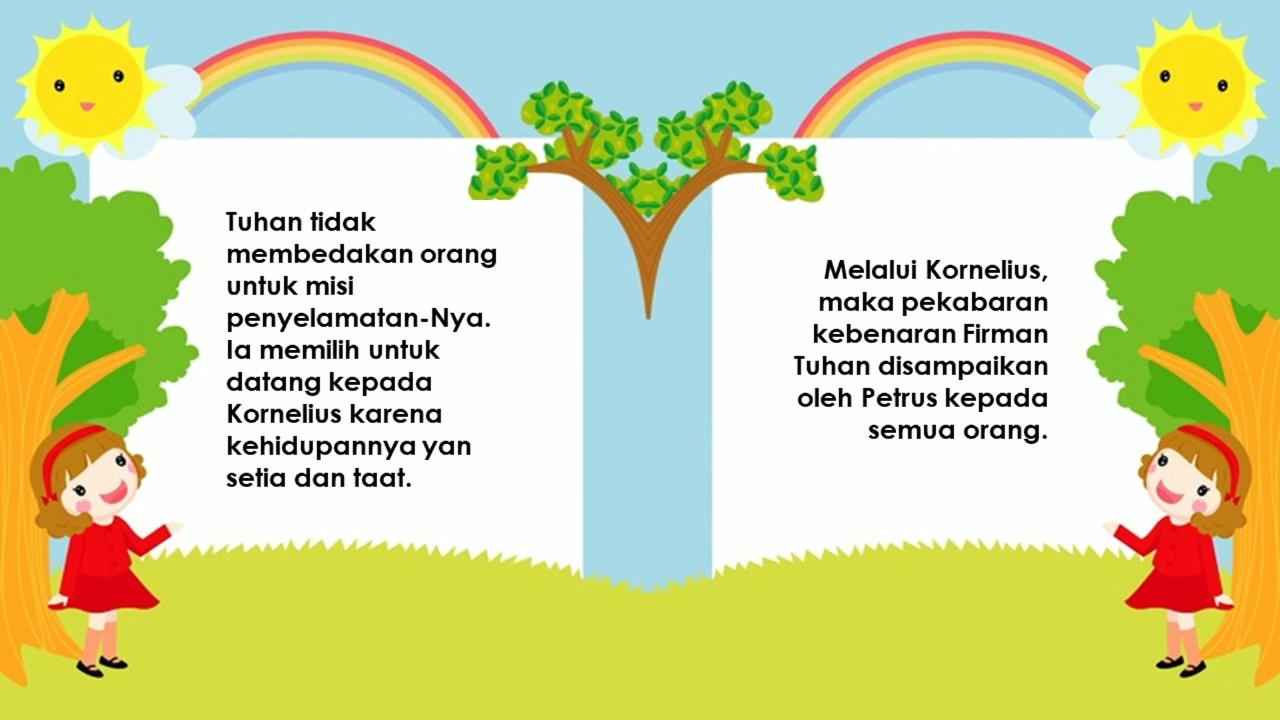 Tuhan tidak
membedakan orang
untuk misi
penyelamatan-Nya.
Ia memilih untuk
datang kepada
Kornelius karena
kehidupannya yan
setia dan taat.
Melalui Kornelius,
maka pekabaran
kebenaran Firman
Tuhan disampaikan
oleh Petrus kepada
semua orang.